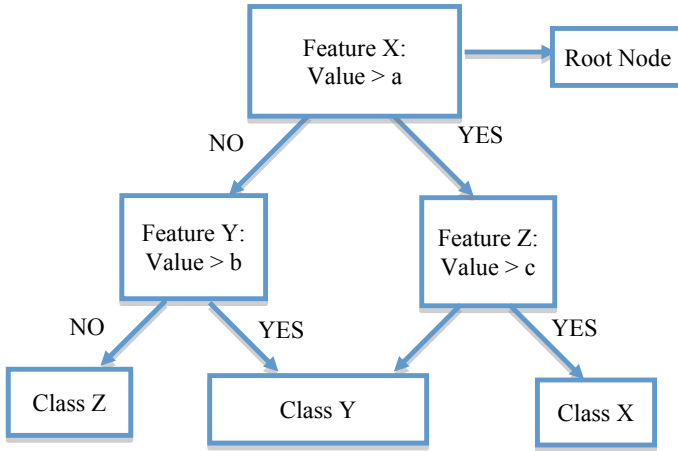 Feature X:
Value > a
Root Node
NO
YES
Feature Y:
Value > b
Feature Z:
Value > c
NO
YES
YES
Class Z
Class Y
Class X